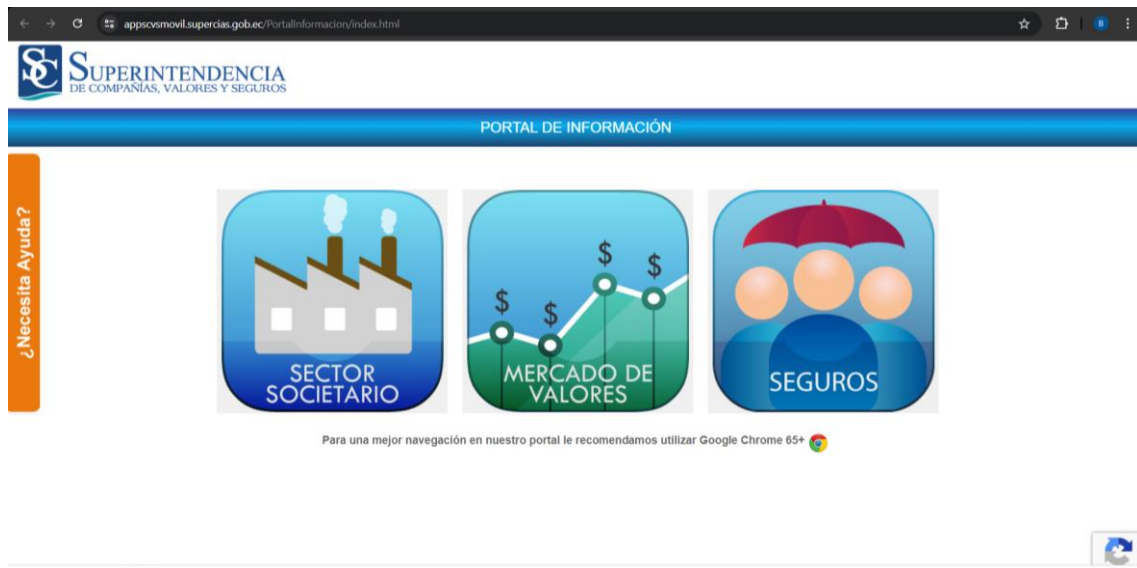 appscvsmovil.supercias.gob.ec/PortalInformacion/index.html
B
SC SUPERINTENDENCIA
DE COMPAÑÍAS, VALORES Y SEGUROS
PORTAL DE INFORMACIÓN
¿Necesita Ayuda?
SECTOR
SOCIETARIO
$ $ $ $
MERCADO DE
VALORES
SEGUROS
Para una mejor navegación en nuestro portal le recomendamos utilizar Google Chrome 65+